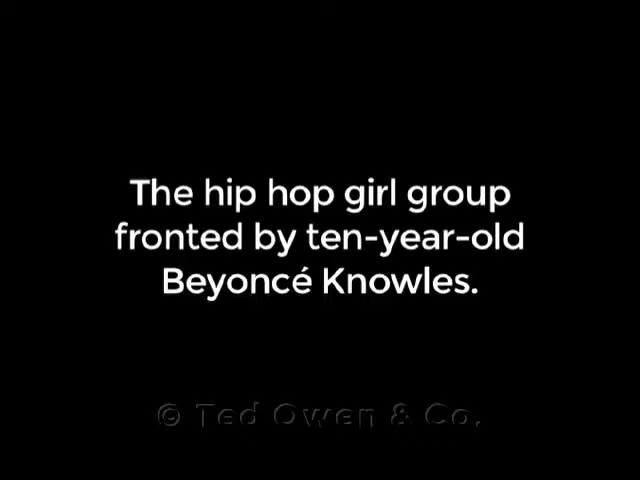 The hip hop girl group
fronted by ten-year-old
Beyoncé Knowles.
© Ted Owen & Co.